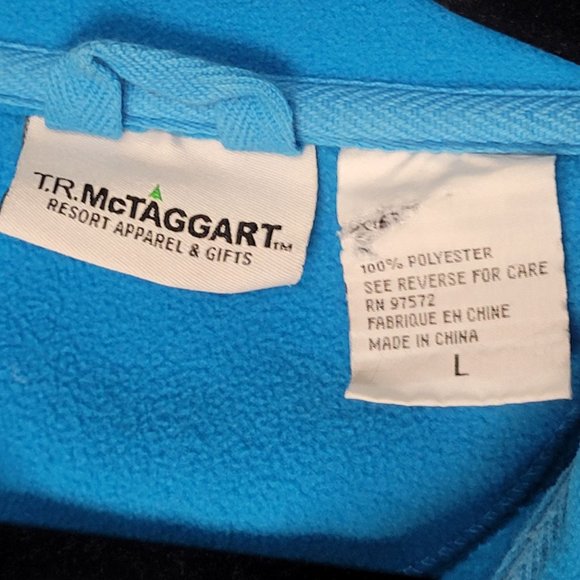 T.R.McTAGGART™
RESORT APPAREL & GIFTS
100% POLYESTER
SEE REVERSE FOR CARE
RN 97572
FABRIQUE EN CHINE
MADE IN CHINA
L